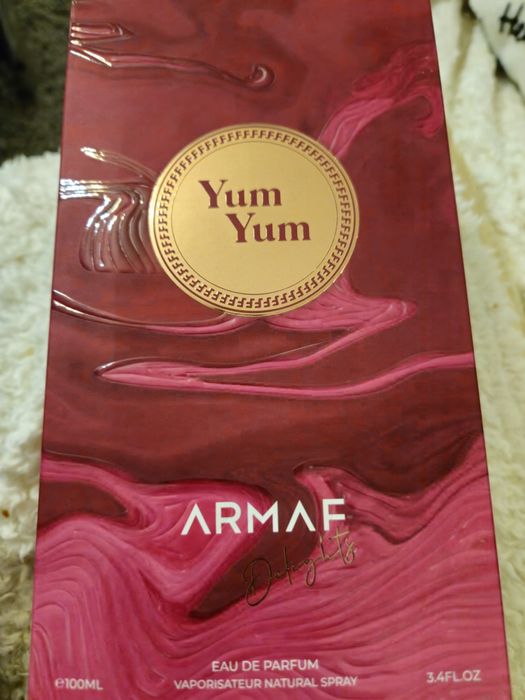 Yum
Yum
ARMAF
Delights
EAU DE PARFUM
℮100ML
VAPORISATEUR NATURAL SPRAY
3.4FL.OZ